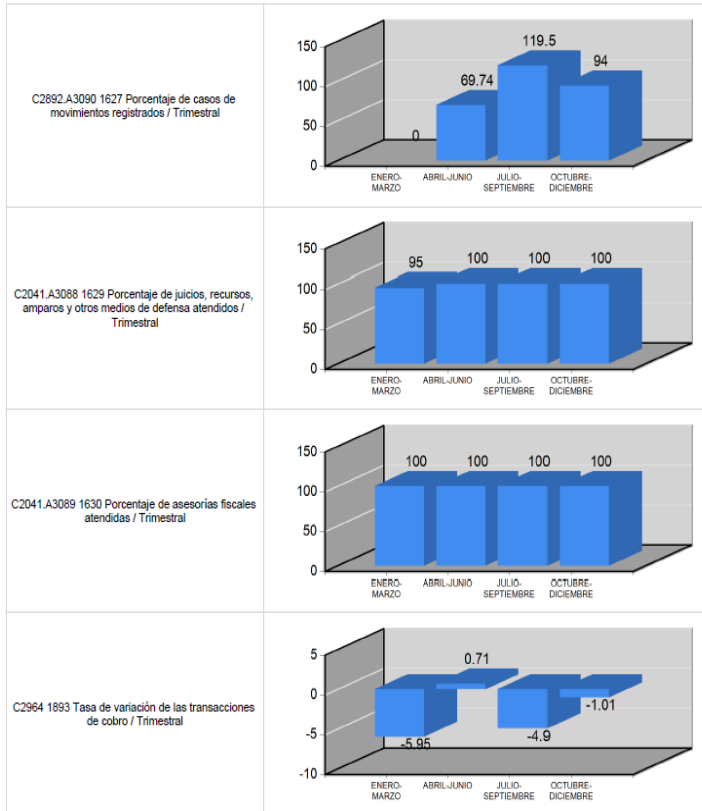 C2892.A3090 1627 Porcentaje de casos de
movimientos registrados / Trimestral
150
100
50
0
0
69.74
119.5
94
ENERO-
MARZO
ABRIL-JUNIO
JULIO-
SEPTIEMBRE
OCTUBRE-
DICIEMBRE
C2041.A3088 1629 Porcentaje de juicios, recursos,
amparos y otros medios de defensa atendidos /
Trimestral
150
100
50
0
95
100
100
100
ENERO-
MARZO
ABRIL-JUNIO
JULIO-
SEPTIEMBRE
OCTUBRE-
DICIEMBRE
C2041.A3089 1630 Porcentaje de asesorías fiscales
atendidas / Trimestral
150
100
50
0
100
100
100
100
ENERO-
MARZO
ABRIL-JUNIO
JULIO-
SEPTIEMBRE
OCTUBRE-
DICIEMBRE
C2964 1893 Tasa de variación de las transacciones
de cobro / Trimestral
5
0
-5
-10
-5.95
0.71
-4.9
-1.01
ENERO-
MARZO
ABRIL-JUNIO
JULIO-
SEPTIEMBRE
OCTUBRE-
DICIEMBRE